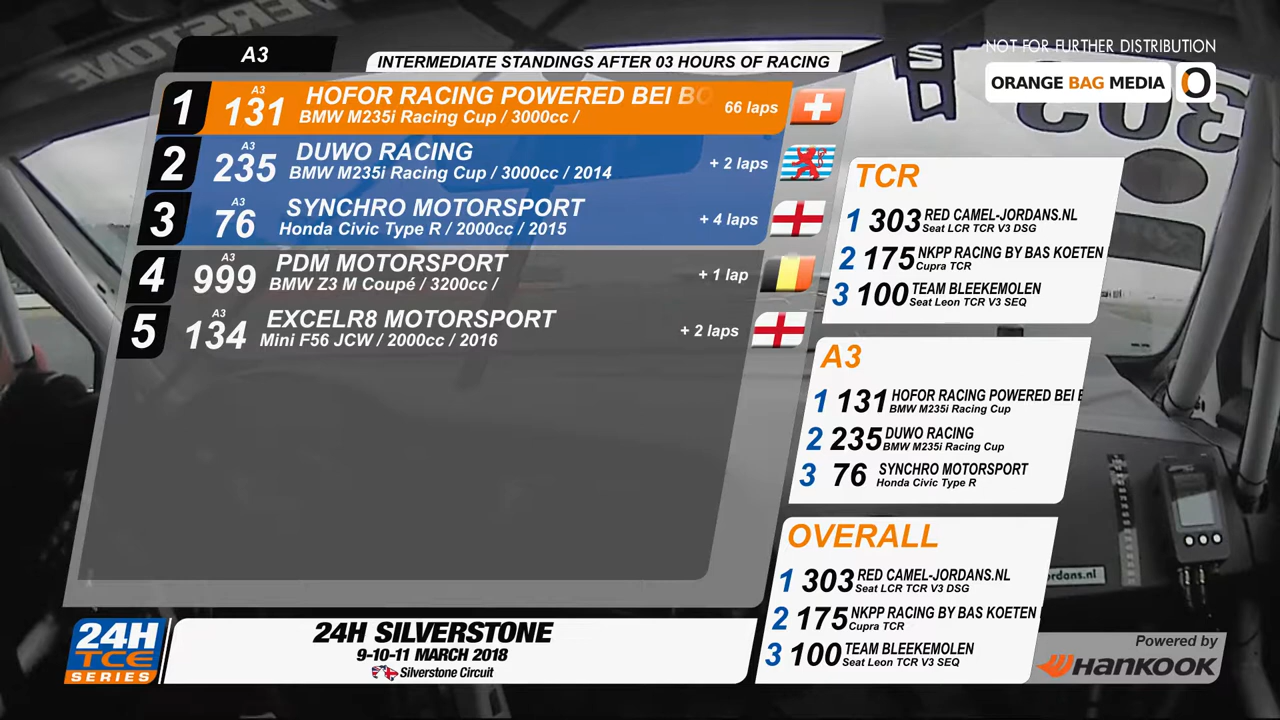 A3
INTERMEDIATE STANDINGS AFTER 03 HOURS OF RACING
1 A3 131 HOFOR RACING POWERED BEI BO 66 laps
BMW M235i Racing Cup / 3000cc /
2 A3 235 DUWO RACING + 2 laps
BMW M235i Racing Cup / 3000cc / 2014
3 A3 76 SYNCHRO MOTORSPORT + 4 laps
Honda Civic Type R / 2000cc / 2015
4 A3 999 PDM MOTORSPORT + 1 lap
BMW Z3 M Coupé / 3200cc /
5 A3 134 EXCELR8 MOTORSPORT + 2 laps
Mini F56 JCW / 2000cc / 2016
NOT FOR FURTHER DISTRIBUTION
ORANGE BAG MEDIA
303
TCR
1 303 RED CAMEL-JORDANS.NL
Seat LCR TCR V3 DSG
2 175 NKPP RACING BY BAS KOETEN
Cupra TCR
3 100 TEAM BLEEKEMOLEN
Seat Leon TCR V3 SEQ
A3
1 131 HOFOR RACING POWERED BEI B
BMW M235i Racing Cup
2 235 DUWO RACING
BMW M235i Racing Cup
3 76 SYNCHRO MOTORSPORT
Honda Civic Type R
OVERALL
1 303 RED CAMEL-JORDANS.NL
Seat LCR TCR V3 DSG
2 175 NKPP RACING BY BAS KOETEN
Cupra TCR
3 100 TEAM BLEEKEMOLEN
Seat Leon TCR V3 SEQ
ordans.nl
24H
TCE
SERIES
24H SILVERSTONE
9-10-11 MARCH 2018
Silverstone Circuit
Powered by
HANKOOK